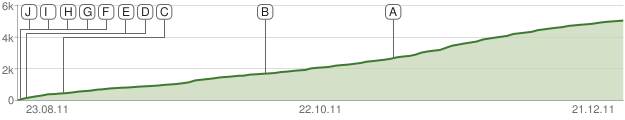 6k
J I H G F E D C B A
4k
2k
0
23.08.11 22.10.11 21.12.11